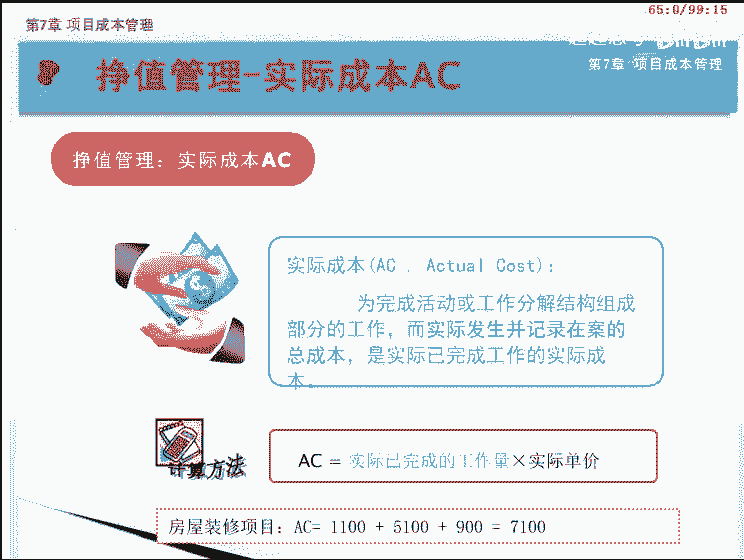 65:0/99:15
第7章 项目成本管理
第7章 项目成本管理
挣值管理-实际成本AC
挣值管理：实际成本AC
实际成本(AC , Actual Cost)：
为完成活动或工作分解结构组成
部分的工作，而实际发生并记录在案的
总成本，是实际已完成工作的实际成
本。
计算方法
AC = 实际已完成的工作量×实际单价
房屋装修项目：AC= 1100 + 5100 + 900 = 7100